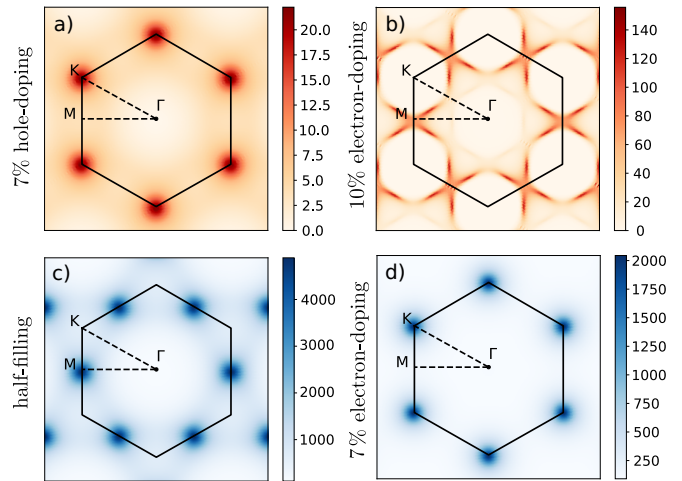 7% hole-doping
a)
K
M
Γ
22.5
20.0
17.5
15.0
12.5
10.0
7.5
5.0
2.5
0.0
10% electron-doping
b)
K
M
Γ
140
120
100
80
60
40
20
0
half-filling
c)
K
M
Γ
4000
3000
2000
1000
7% electron-doping
d)
K
M
Γ
2000
1750
1500
1250
1000
750
500
250